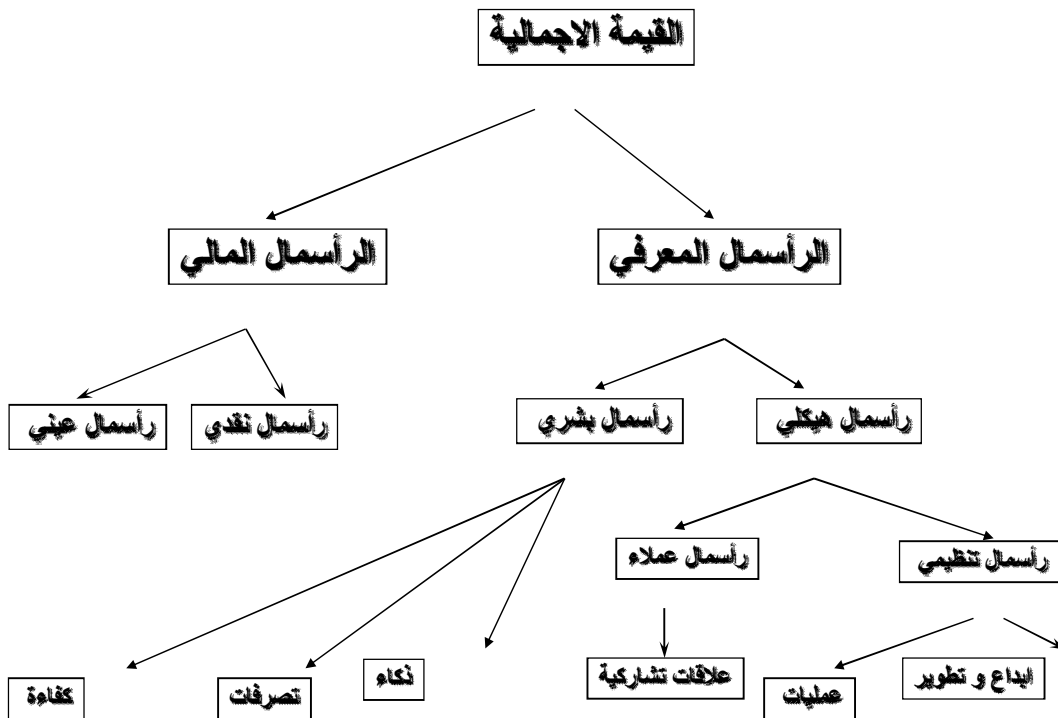 القيمة الاجمالية
الرأسمال المعرفي
الرأسمال المالي
رأسمال هيكلي
رأسمال بشري
رأسمال نقدي
رأسمال عيني
رأسمال تنظيمي
رأسمال عملاء
ابداع و تطوير
عمليات
علاقات تشاركية
ذكاء
تصرفات
كفاءة